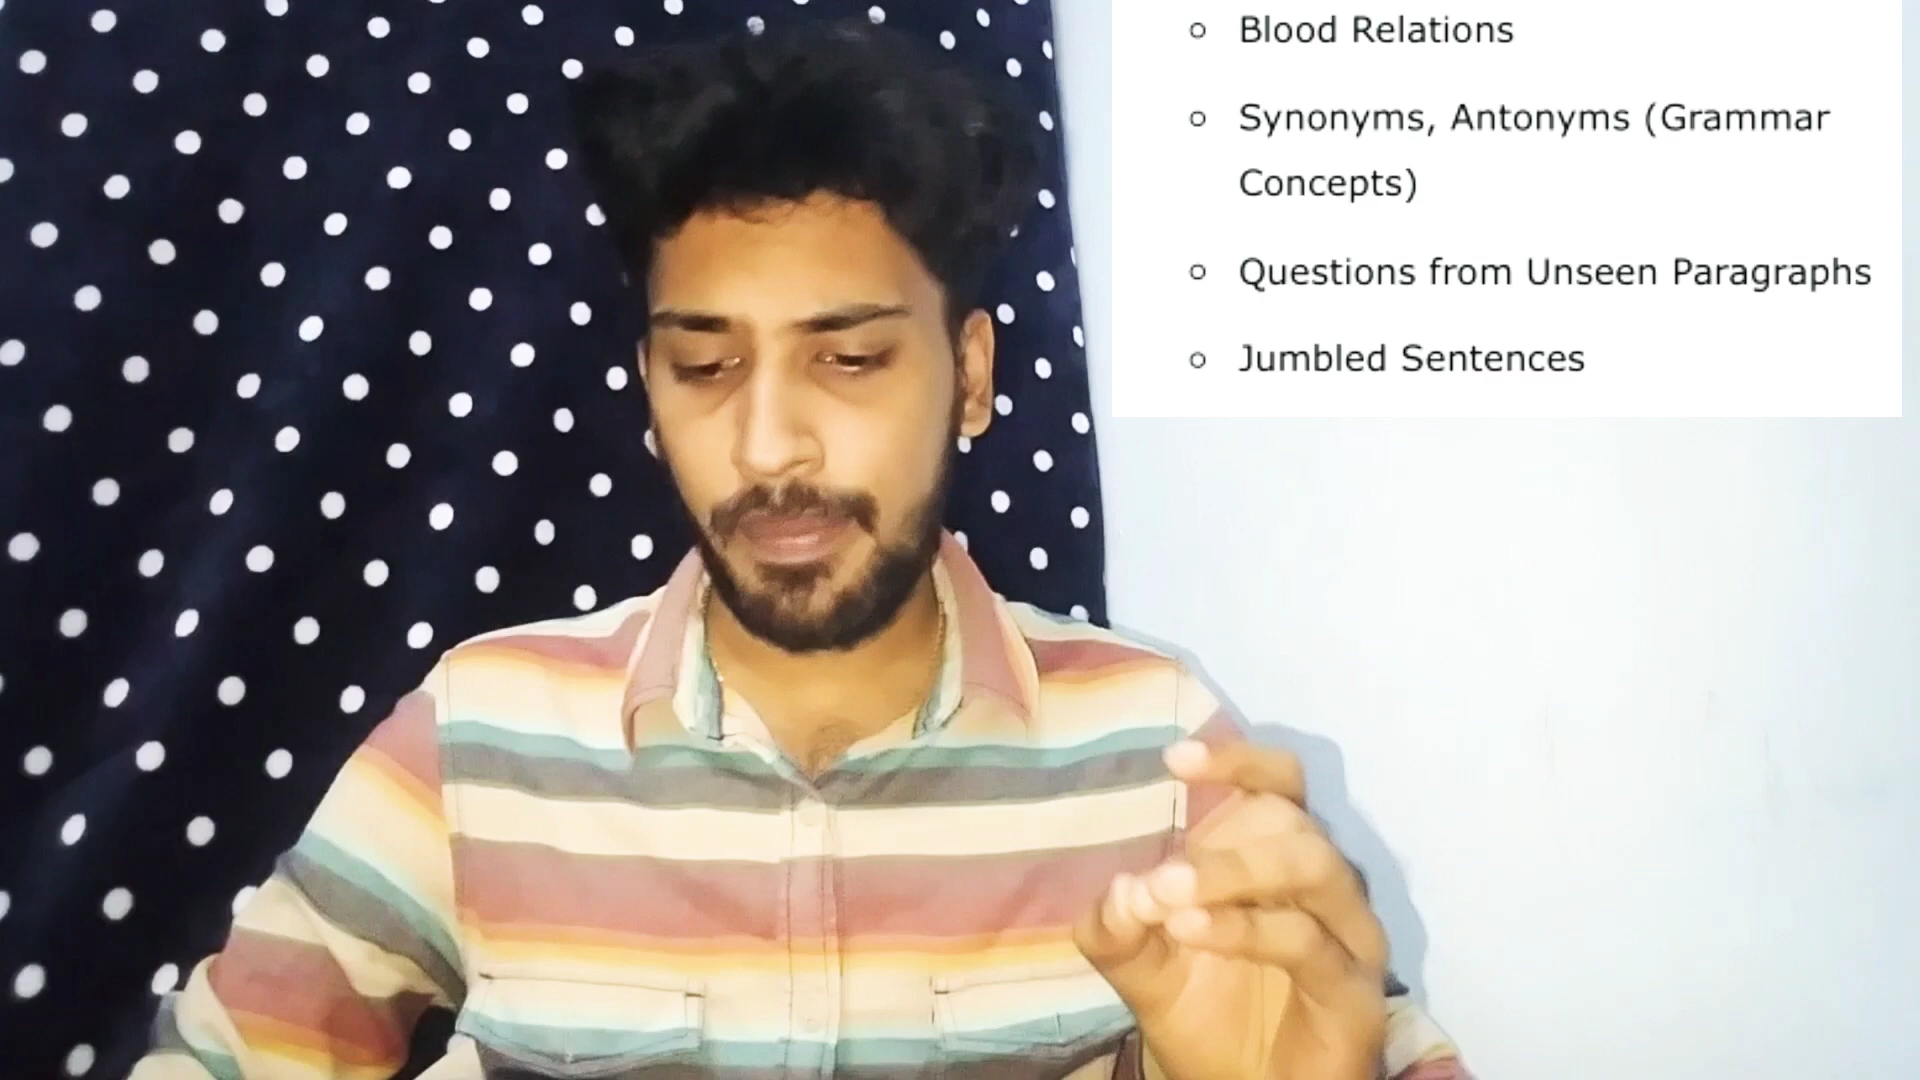 Blood Relations
Synonyms, Antonyms (Grammar
Concepts)
Questions from Unseen Paragraphs
Jumbled Sentences